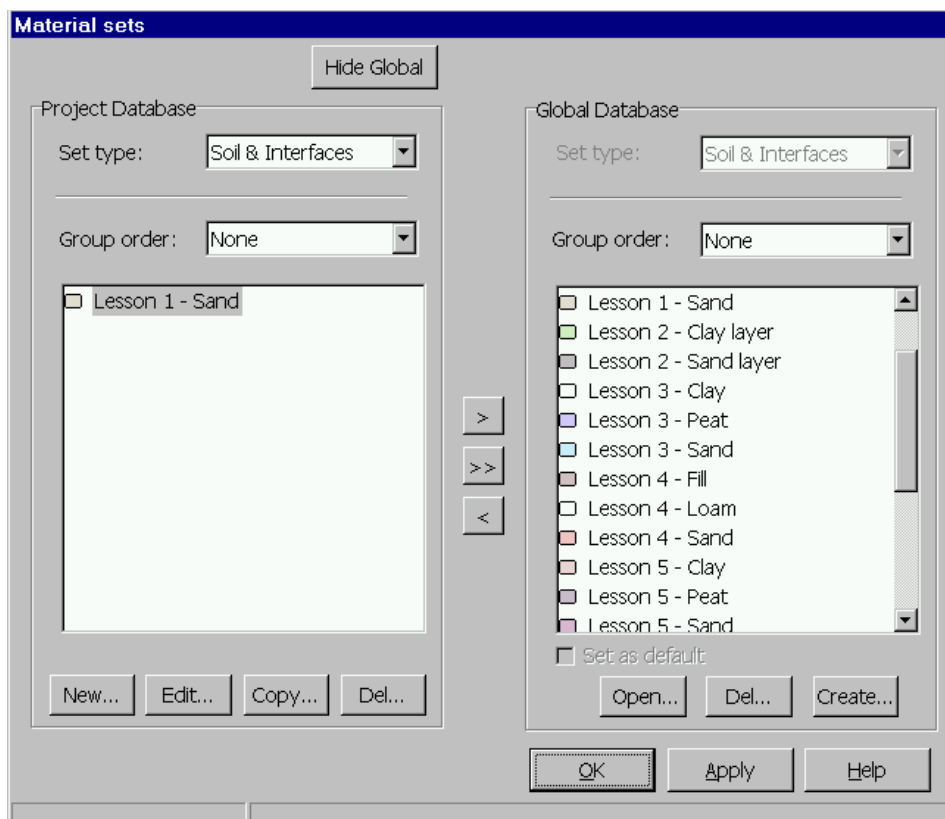 Material sets
Hide Global
Project Database
Set type:
Soil & Interfaces
Group order:
None
Lesson 1 - Sand
New...
Edit...
Copy...
Del...
>
>>
<
Global Database
Set type:
Soil & Interfaces
Group order:
None
Lesson 1 - Sand
Lesson 2 - Clay layer
Lesson 2 - Sand layer
Lesson 3 - Clay
Lesson 3 - Peat
Lesson 3 - Sand
Lesson 4 - Fill
Lesson 4 - Loam
Lesson 4 - Sand
Lesson 5 - Clay
Lesson 5 - Peat
Lesson 5 - Sand
Set as default
Open...
Del...
Create...
OK
Apply
Help